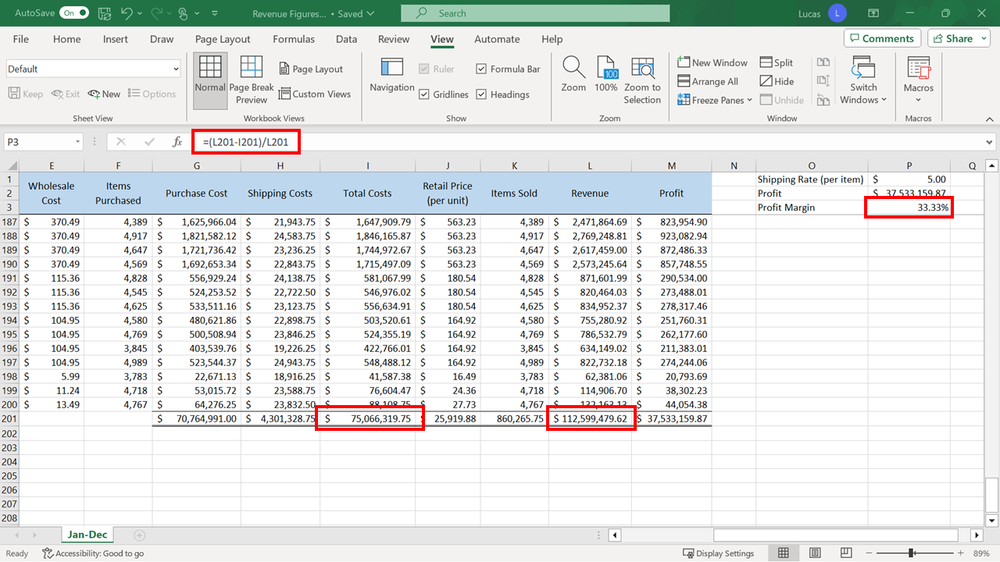 AutoSave On Revenue Figures... • Saved Search Lucas L
File Home Insert Draw Page Layout Formulas Data Review View Automate Help Comments Share
Default
Keep Exit New Options
Sheet View
Normal
Page Break Preview
Page Layout
Custom Views
Workbook Views
Navigation
Ruler
Formula Bar
Gridlines
Headings
Show
Zoom
100
100%
Zoom to Selection
Zoom
New Window
Arrange All
Freeze Panes
Split
Hide
Unhide
Switch Windows
Window
Macros
Macros
P3 fx =(L201-I201)/L201
E F G H I J K L M N O P Q
Wholesale Cost Items Purchased Purchase Cost Shipping Costs Total Costs Retail Price (per unit) Items Sold Revenue Profit
1 Shipping Rate (per item) $ 5.00
2 Profit $ 37,533,159.87
3 Profit Margin 33.33%
187 $ 370.49 4,389 $ 1,625,966.04 $ 21,943.75 $ 1,647,909.79 $ 563.23 4,389 $ 2,471,864.69 $ 823,954.90
188 $ 370.49 4,917 $ 1,821,582.12 $ 24,583.75 $ 1,846,165.87 $ 563.23 4,917 $ 2,769,248.81 $ 923,082.94
189 $ 370.49 4,647 $ 1,721,736.42 $ 23,236.25 $ 1,744,972.67 $ 563.23 4,647 $ 2,617,459.00 $ 872,486.33
190 $ 370.49 4,569 $ 1,692,653.34 $ 22,843.75 $ 1,715,497.09 $ 563.23 4,569 $ 2,573,245.64 $ 857,748.55
191 $ 115.36 4,828 $ 556,929.24 $ 24,138.75 $ 581,067.99 $ 180.54 4,828 $ 871,601.99 $ 290,534.00
192 $ 115.36 4,545 $ 524,253.52 $ 22,722.50 $ 546,976.02 $ 180.54 4,545 $ 820,464.03 $ 273,488.01
193 $ 115.36 4,625 $ 533,511.16 $ 23,123.75 $ 556,634.91 $ 180.54 4,625 $ 834,952.37 $ 278,317.46
194 $ 104.95 4,580 $ 480,621.86 $ 22,898.75 $ 503,520.61 $ 164.92 4,580 $ 755,280.92 $ 251,760.31
195 $ 104.95 4,769 $ 500,508.94 $ 23,846.25 $ 524,355.19 $ 164.92 4,769 $ 786,532.79 $ 262,177.60
196 $ 104.95 3,845 $ 403,539.76 $ 19,226.25 $ 422,766.01 $ 164.92 3,845 $ 634,149.02 $ 211,383.01
197 $ 104.95 4,989 $ 523,544.37 $ 24,943.75 $ 548,488.12 $ 164.92 4,989 $ 822,732.18 $ 274,244.06
198 $ 5.99 3,783 $ 22,671.13 $ 18,916.25 $ 41,587.38 $ 16.49 3,783 $ 62,381.06 $ 20,793.69
199 $ 11.24 4,718 $ 53,015.72 $ 23,588.75 $ 76,604.47 $ 24.36 4,718 $ 114,906.70 $ 38,302.23
200 $ 13.49 4,767 $ 64,276.25 $ 23,832.50 $ 88,108.75 $ 27.73 4,767 $ 132,163.13 $ 44,054.38
201 $ 70,764,991.00 $ 4,301,328.75 $ 75,066,319.75 25,919.88 860,265.75 $ 112,599,479.62 $ 37,533,159.87
202
203
204
205
206
207
208
Jan-Dec
Ready Accessibility: Good to go Display Settings 89%